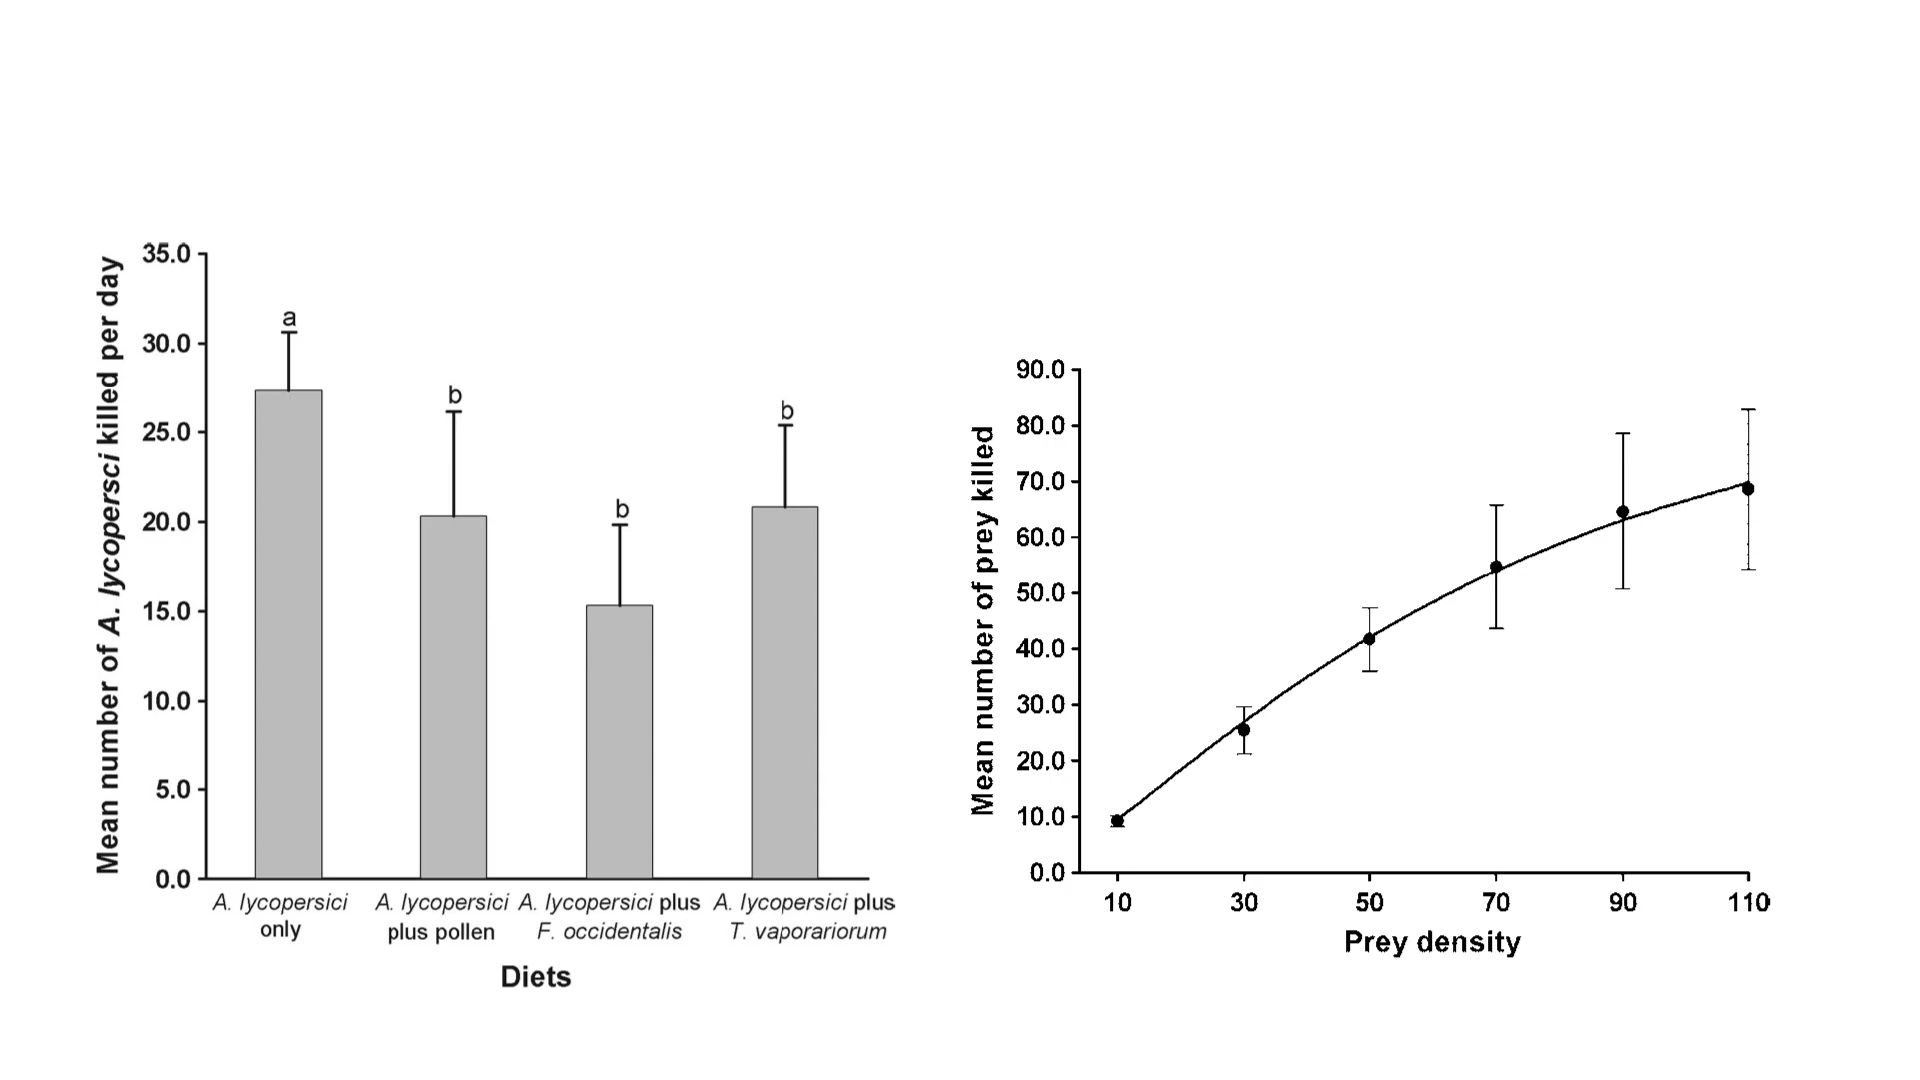 Mean number of A. lycopersci killed per day
35.0
30.0
25.0
20.0
15.0
10.0
5.0
0.0
a
b
b
b
A. lycopersici only
A. lycopersici plus pollen
A. lycopersici plus F. occidentalis
A. lycopersici plus T. vaporariorum
Diets
Mean number of prey killed
90.0
80.0
70.0
60.0
50.0
40.0
30.0
20.0
10.0
0.0
10 30 50 70 90 110
Prey density